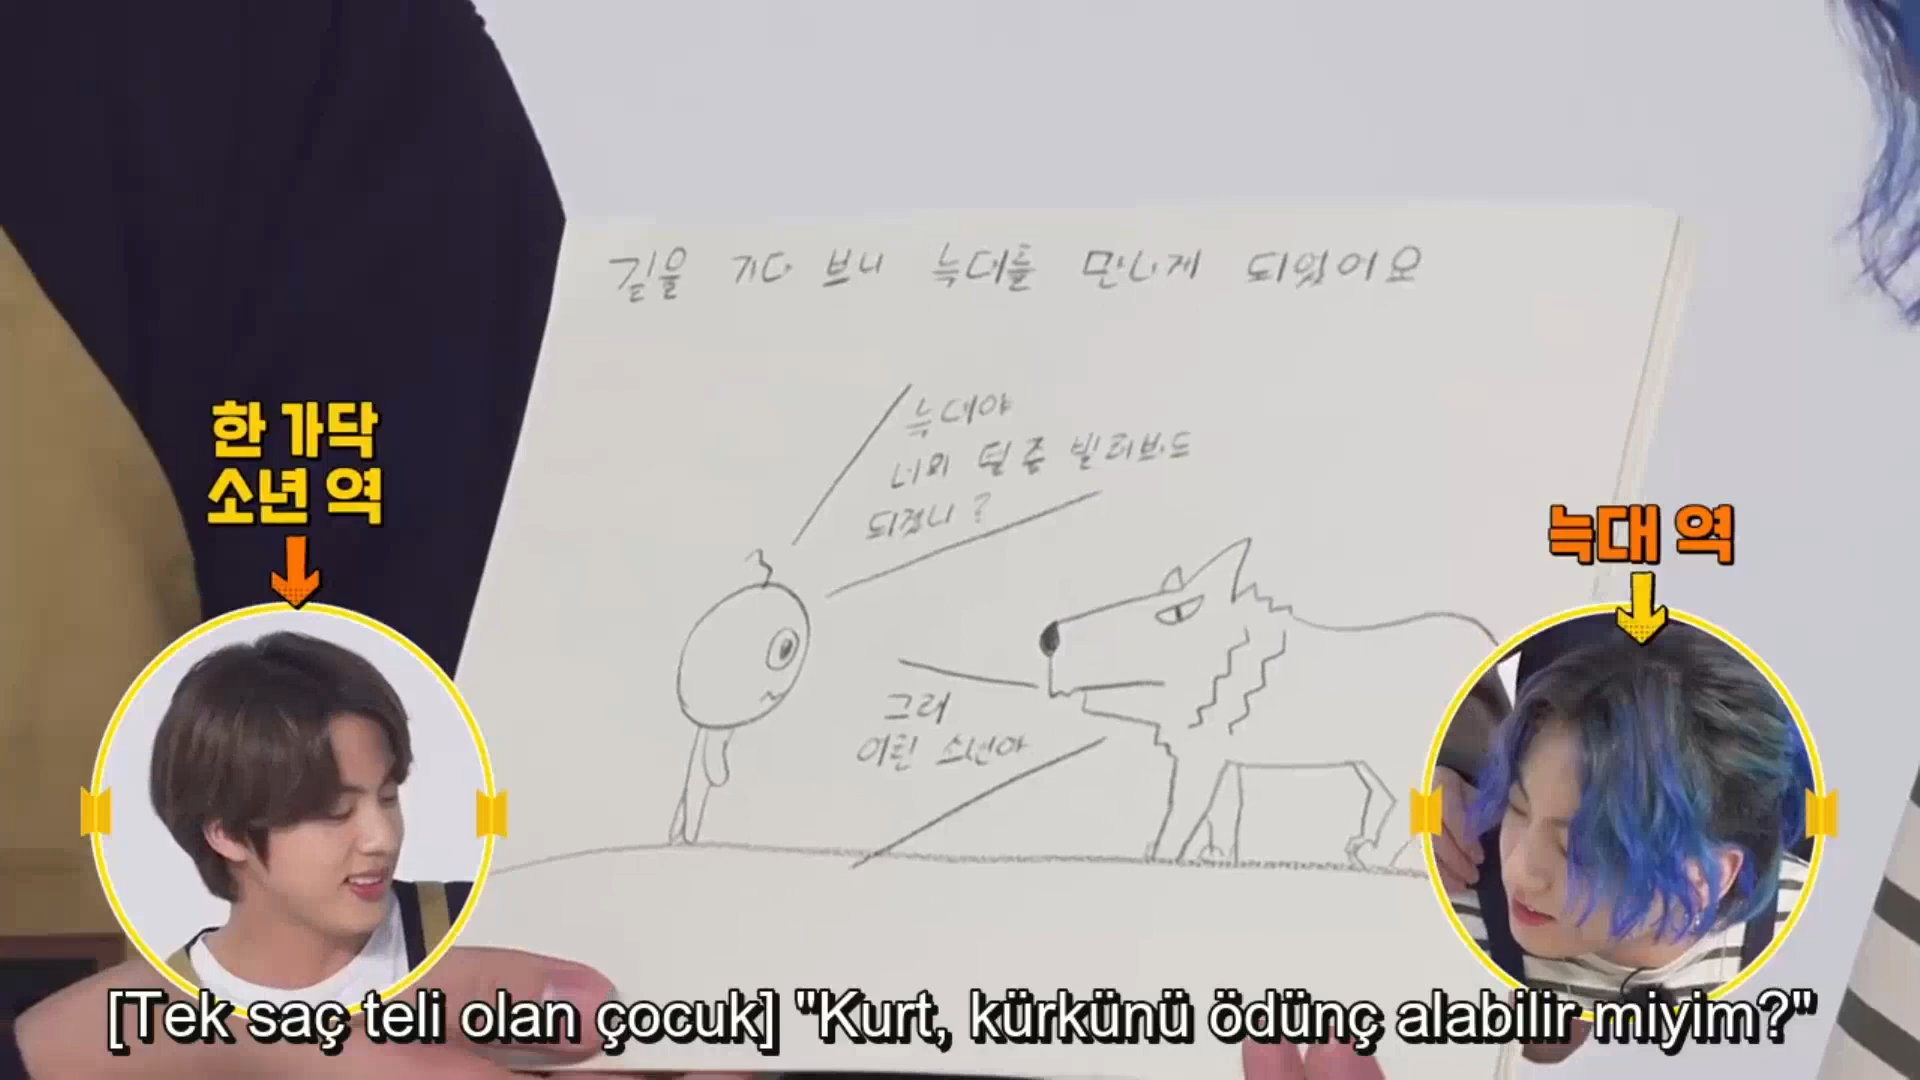 길을 가다 보니 늑대를 만나게 되었어요
늑대야
너의 털 좀 빌려봐도
되겠니?
그래
어린 소년아
한 가닥
소년 역
늑대 역
[Tek saç teli olan çocuk] "Kurt, kürkünü ödünç alabilir miyim?"